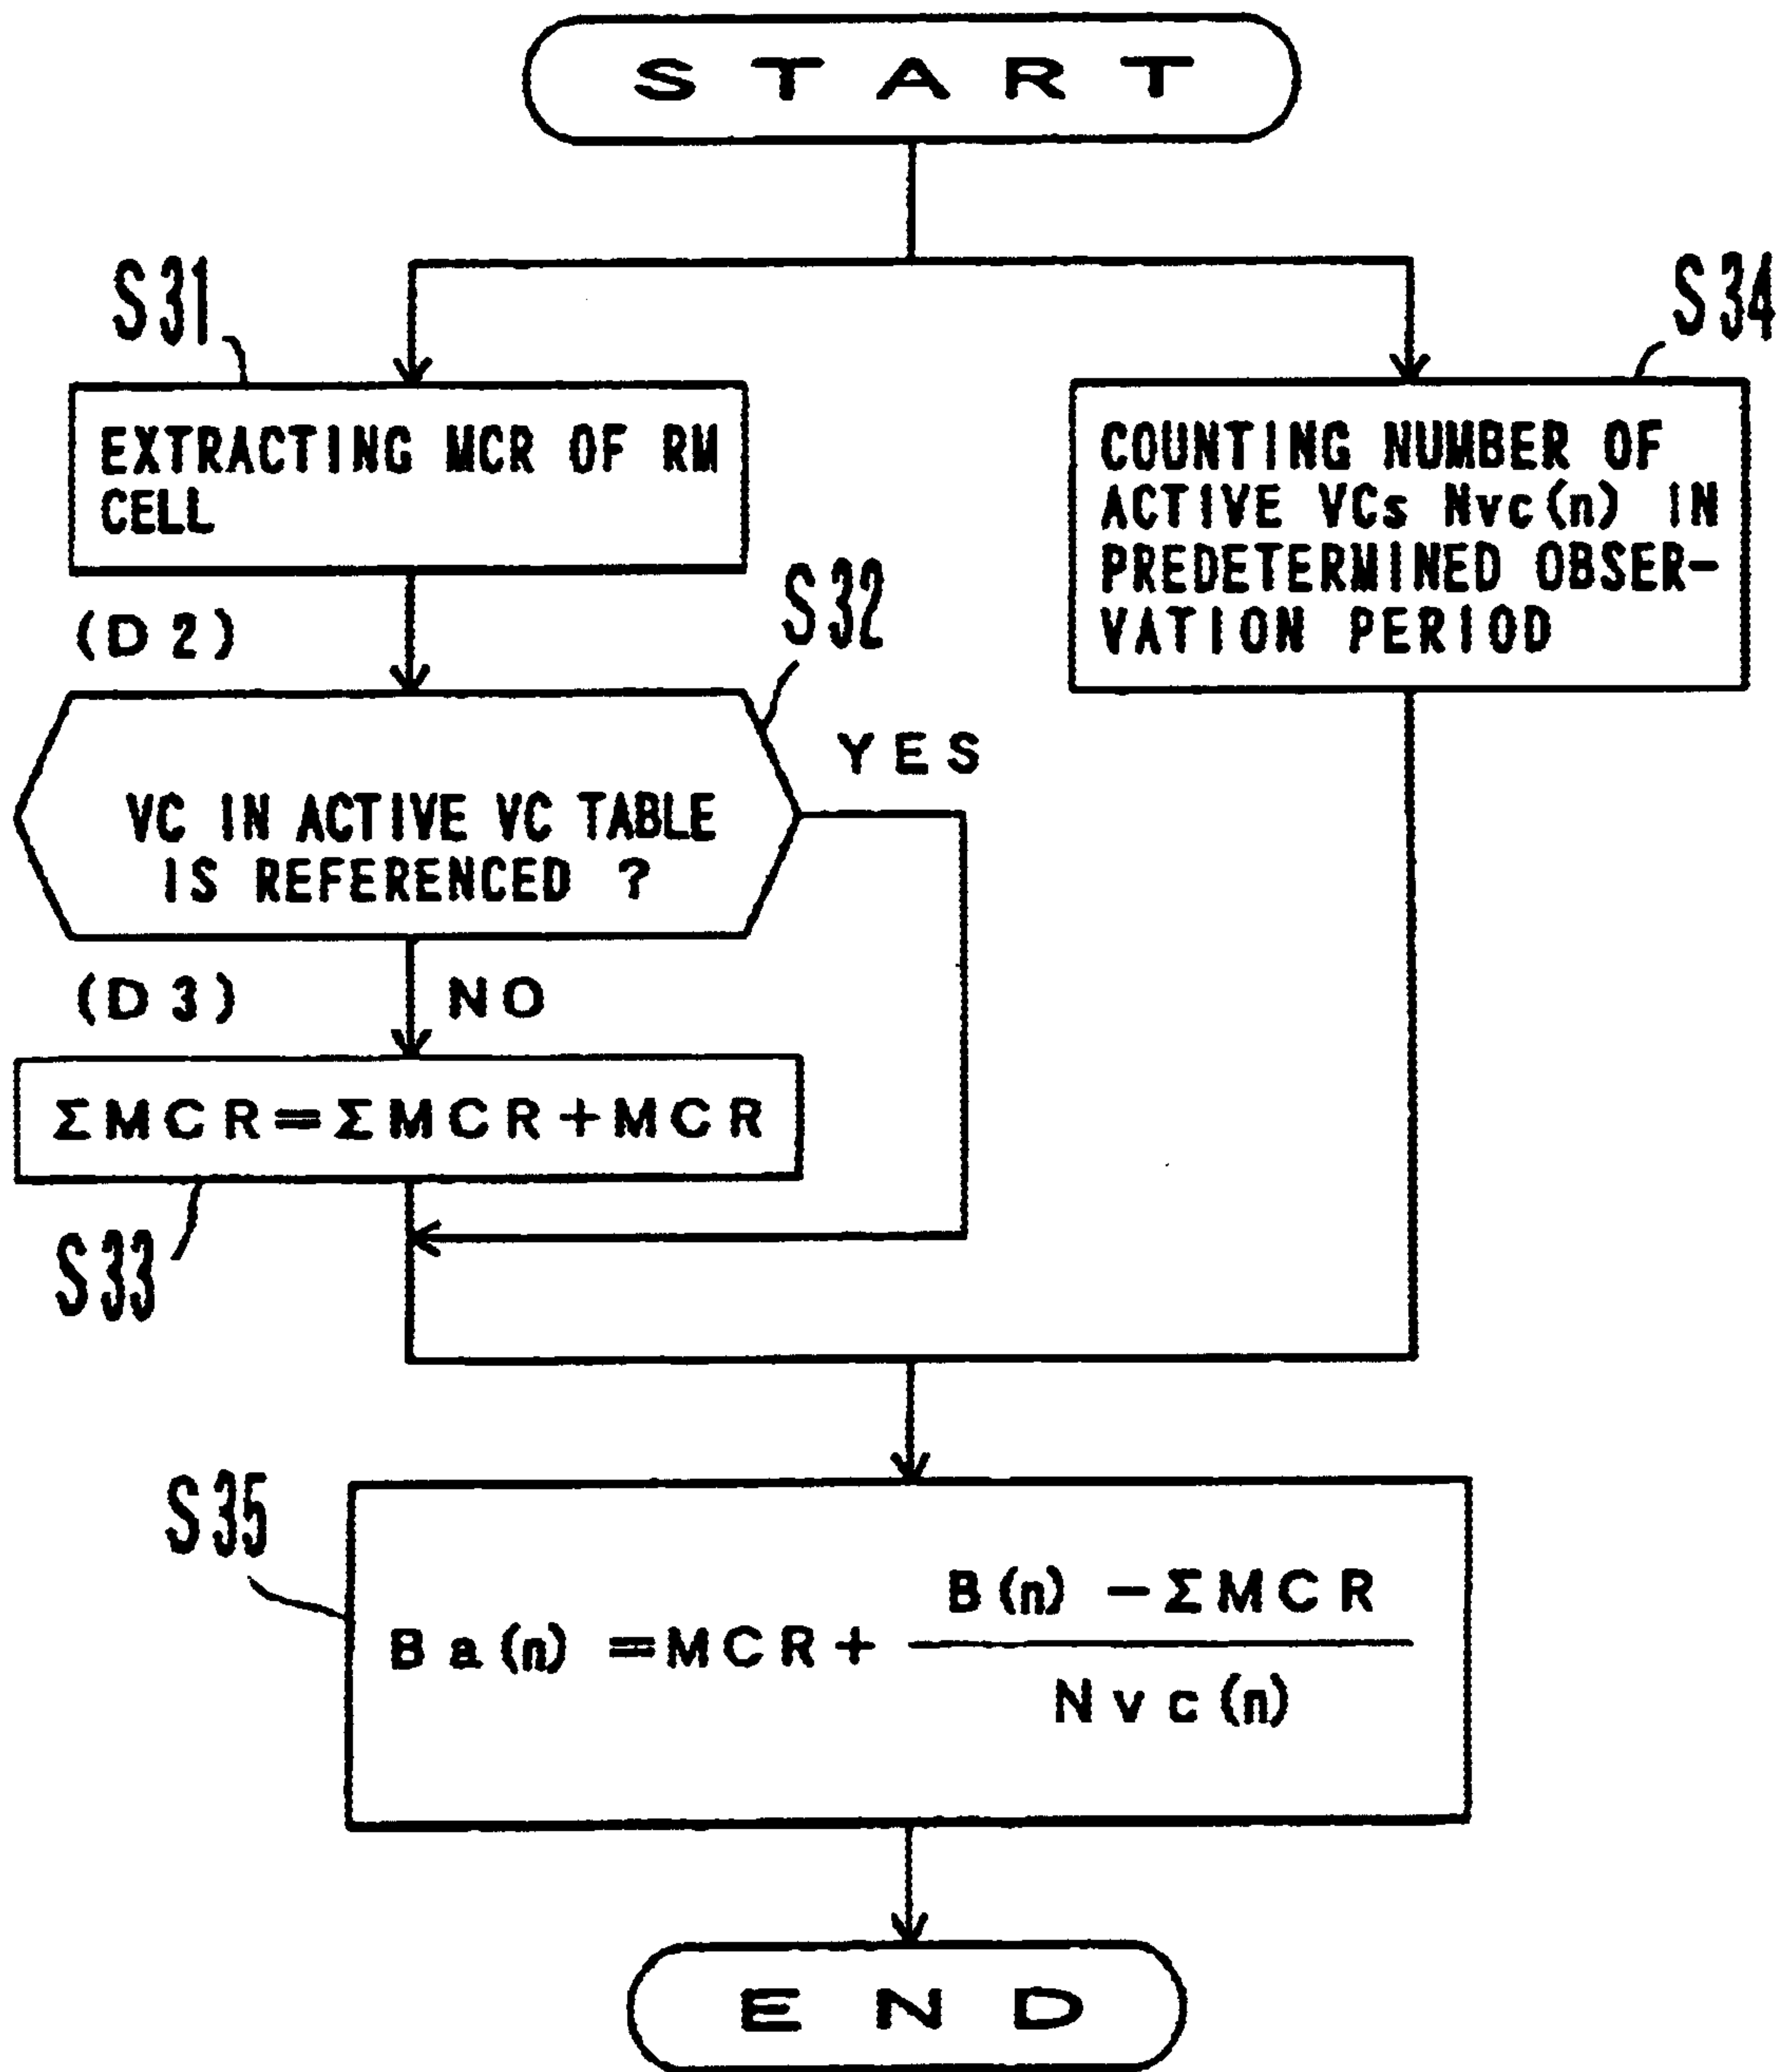 START
S31
S34
EXTRACTING MCR OF RM
CELL
COUNTING NUMBER OF
ACTIVE VCs Nvc(n) IN
PREDETERMINED OBSER-
VATION PERIOD
(D2)
S32
YES
VC IN ACTIVE VC TABLE
IS REFERENCED ?
(D3)
NO
ΣMCR=ΣMCR+MCR
S33
S35
B(n) -ΣMCR
Ba(n) =MCR+
Nvc(n)
END